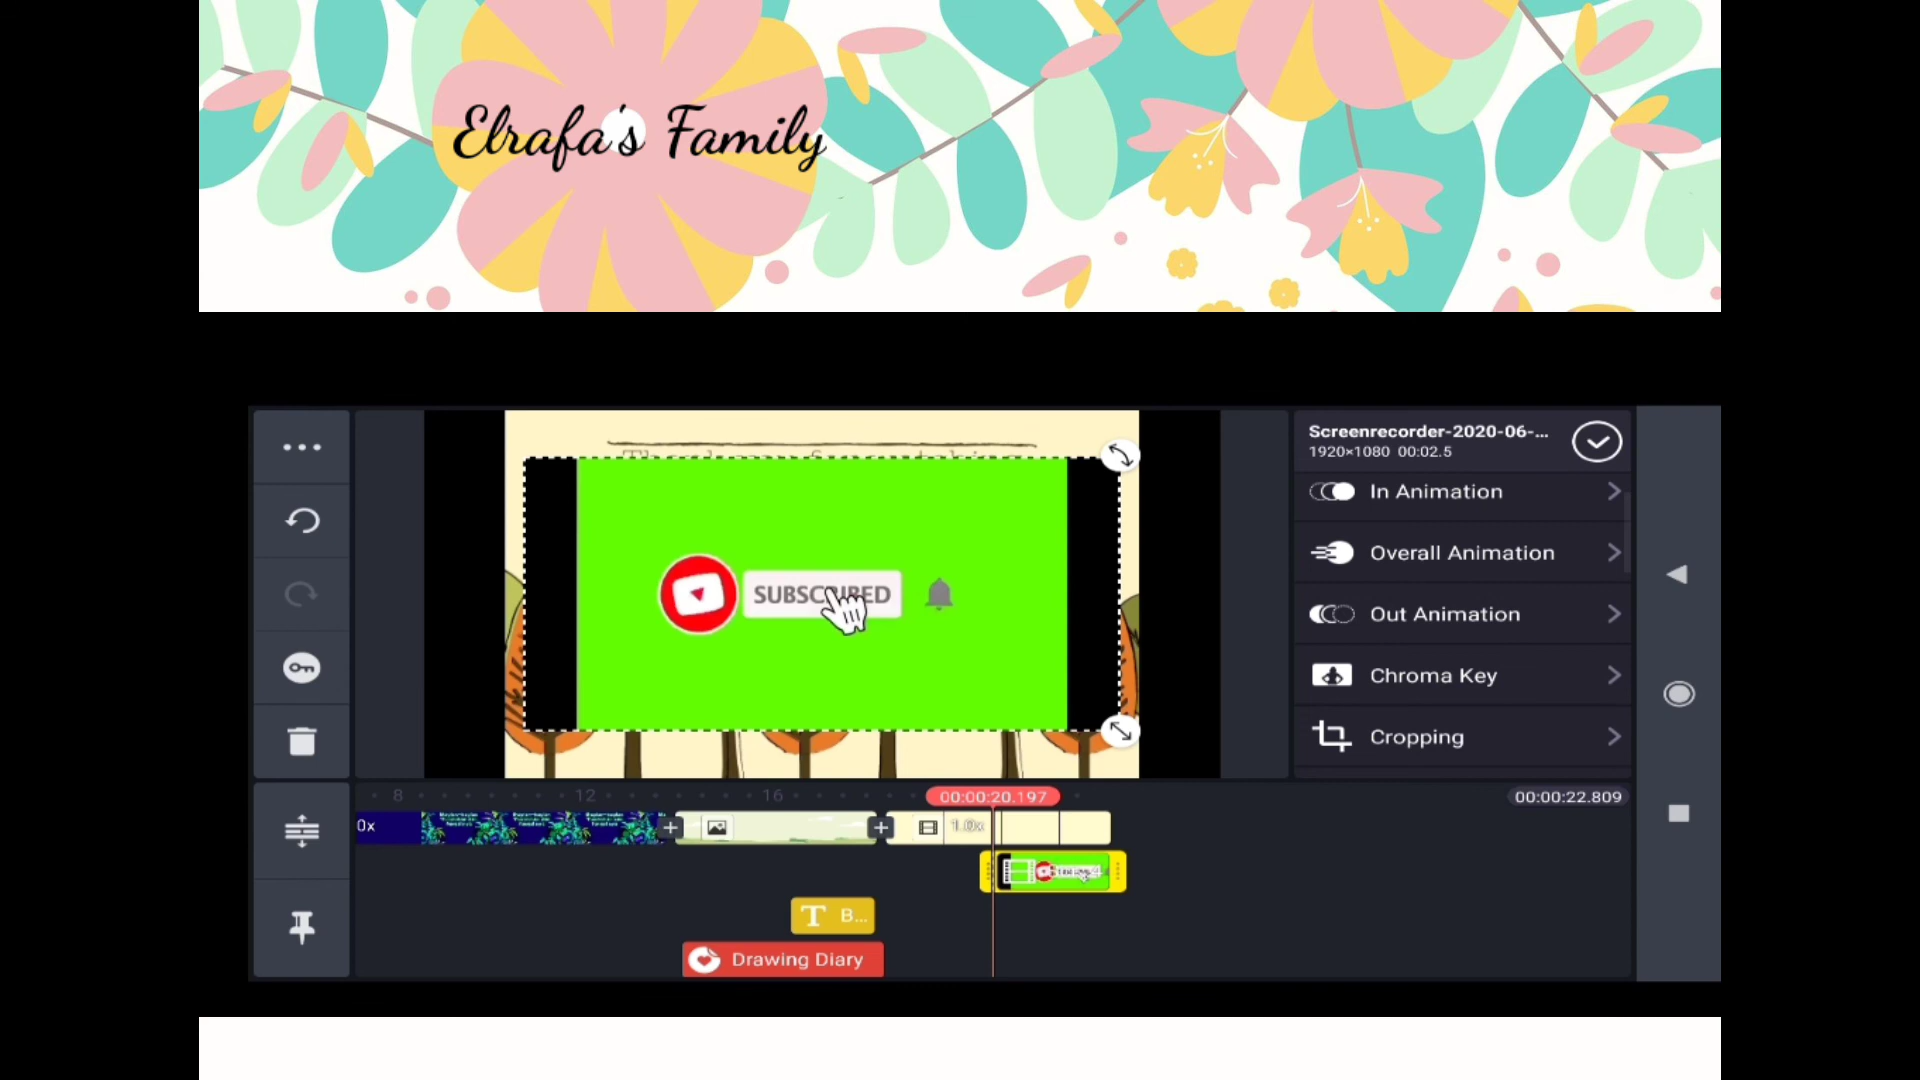 Elrafa's Family
Screenrecorder-2020-06-...
1920×1080 00:02.5
In Animation
Overall Animation
Out Animation
Chroma Key
Cropping
SUBSCRIBED
8 12 16 00:00:20.197 00:00:22.809
0x 1.0x
T B...
Drawing Diary